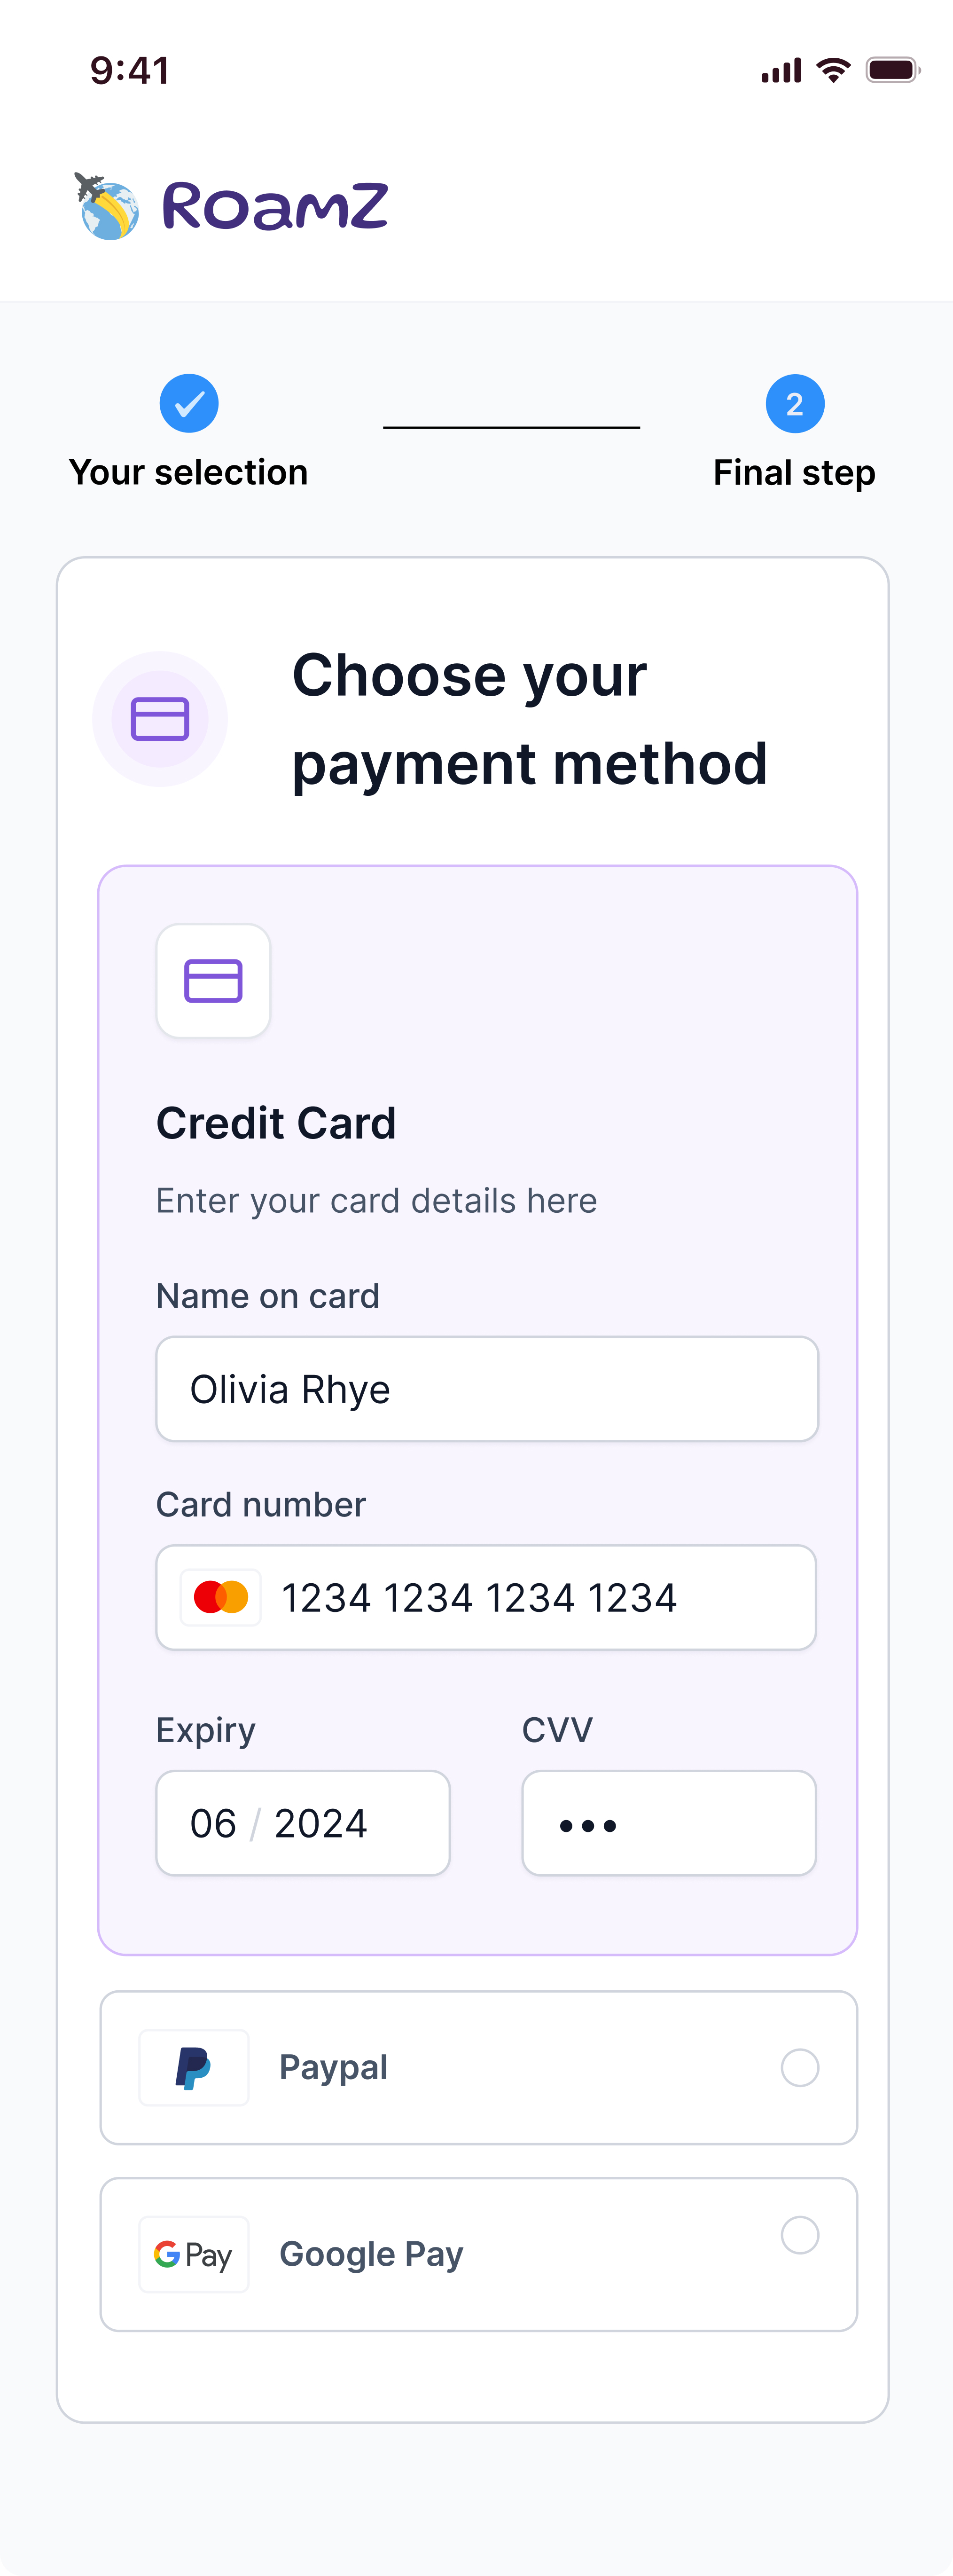 9:41
RoamZ
2
Your selection
Final step
Choose your
payment method
Credit Card
Enter your card details here
Name on card
Olivia Rhye
Card number
1234 1234 1234 1234
Expiry
CVV
06 / 2024
•••
Paypal
G Pay
Google Pay